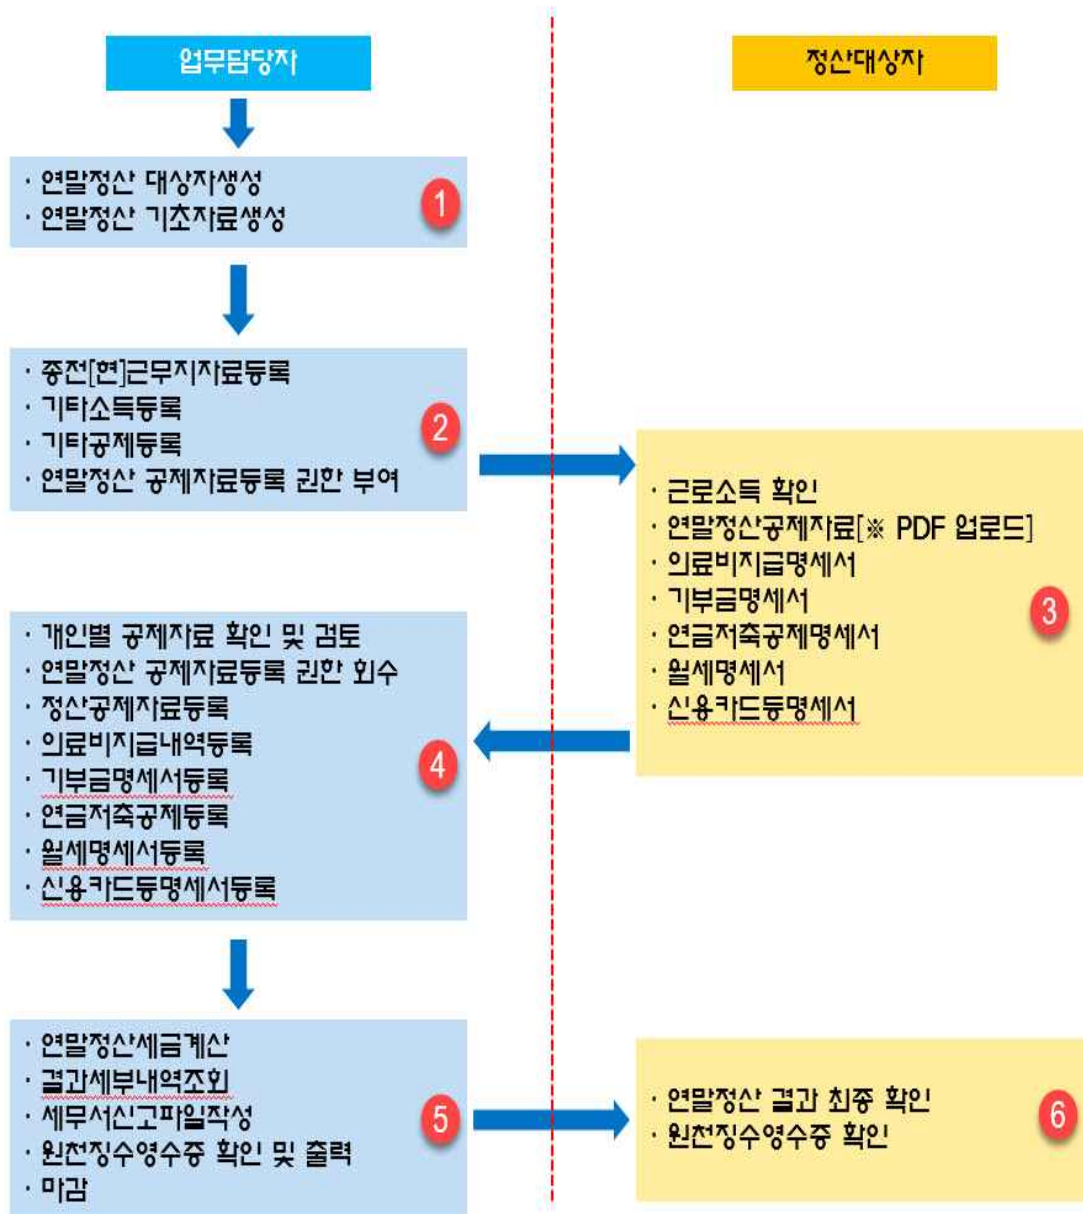 업무담당자
정산대상자
· 연말정산 대상자생성
· 연말정산 기초자료생성
1
· 종전[현]근무지자료등록
· 기타소득등록
· 기타공제등록
· 연말정산 공제자료등록 권한 부여
2
· 근로소득 확인
· 연말정산공제자료[※ PDF 업로드]
· 의료비지급명세서
· 기부금명세서
· 연금저축공제명세서
· 월세명세서
· 신용카드등명세서
3
· 개인별 공제자료 확인 및 검토
· 연말정산 공제자료등록 권한 회수
· 정산공제자료등록
· 의료비지급내역등록
· 기부금명세서등록
· 연금저축공제등록
· 월세명세서등록
· 신용카드등명세서등록
4
· 연말정산세금계산
· 결과세부내역조회
· 세무서신고파일작성
· 원천징수영수증 확인 및 출력
· 마감
5
· 연말정산 결과 최종 확인
· 원천징수영수증 확인
6